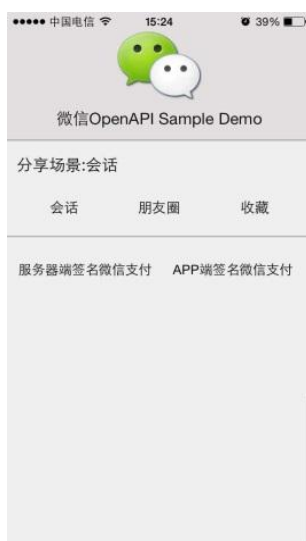 中国电信 15:24 39%
微信OpenAPI Sample Demo
分享场景:会话
会话 朋友圈 收藏
服务器端签名微信支付 APP端签名微信支付